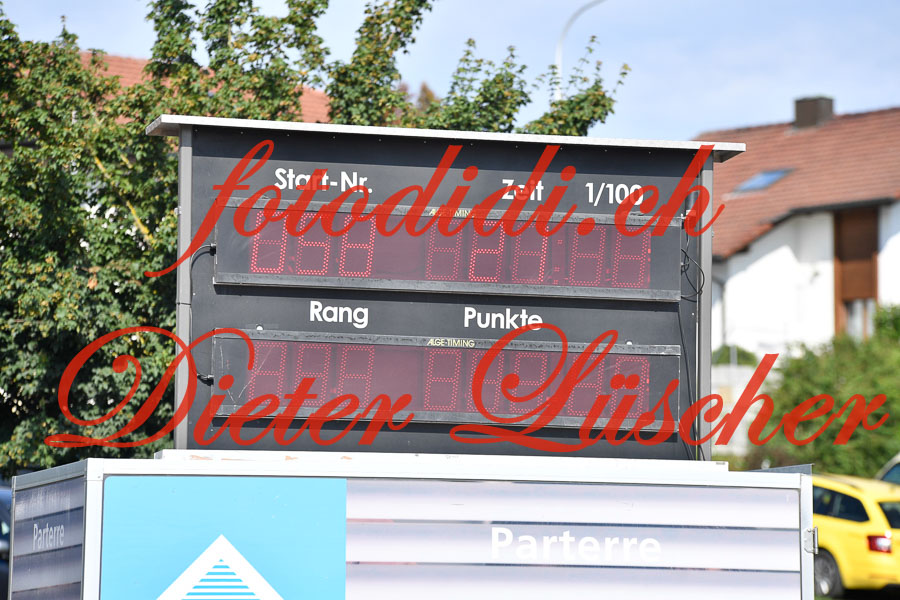 Start-Nr. Zeit 1/100
fotodidi.ch
ALGE-TIMING
Rang Punkte
ALGE-TIMING
Dieter Lüscher
Parterre Parterre